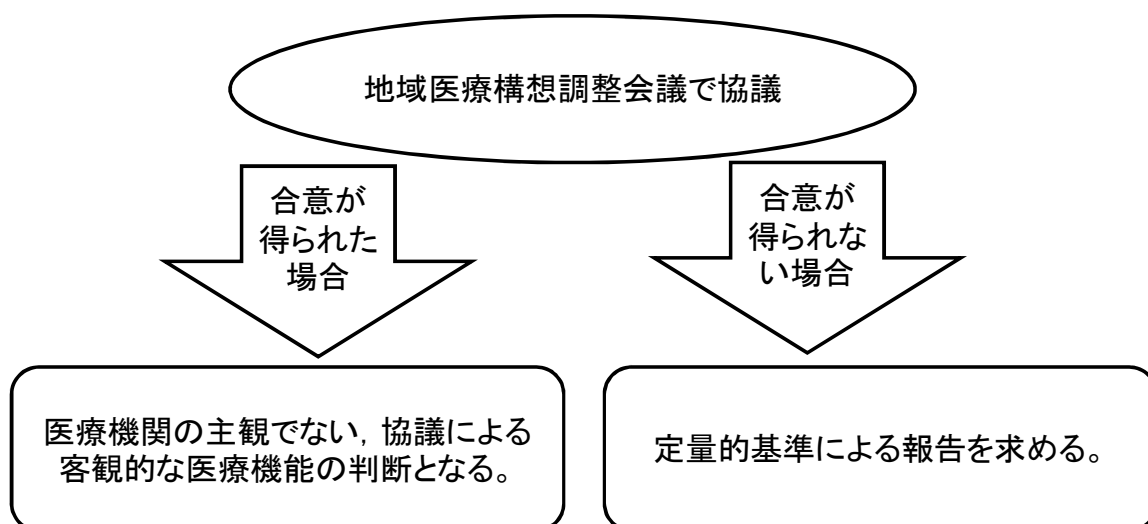 地域医療構想調整会議で協議
合意が
得られた
場合
合意が
得られな
い場合
医療機関の主観でない，協議による
客観的な医療機能の判断となる。
定量的基準による報告を求める。